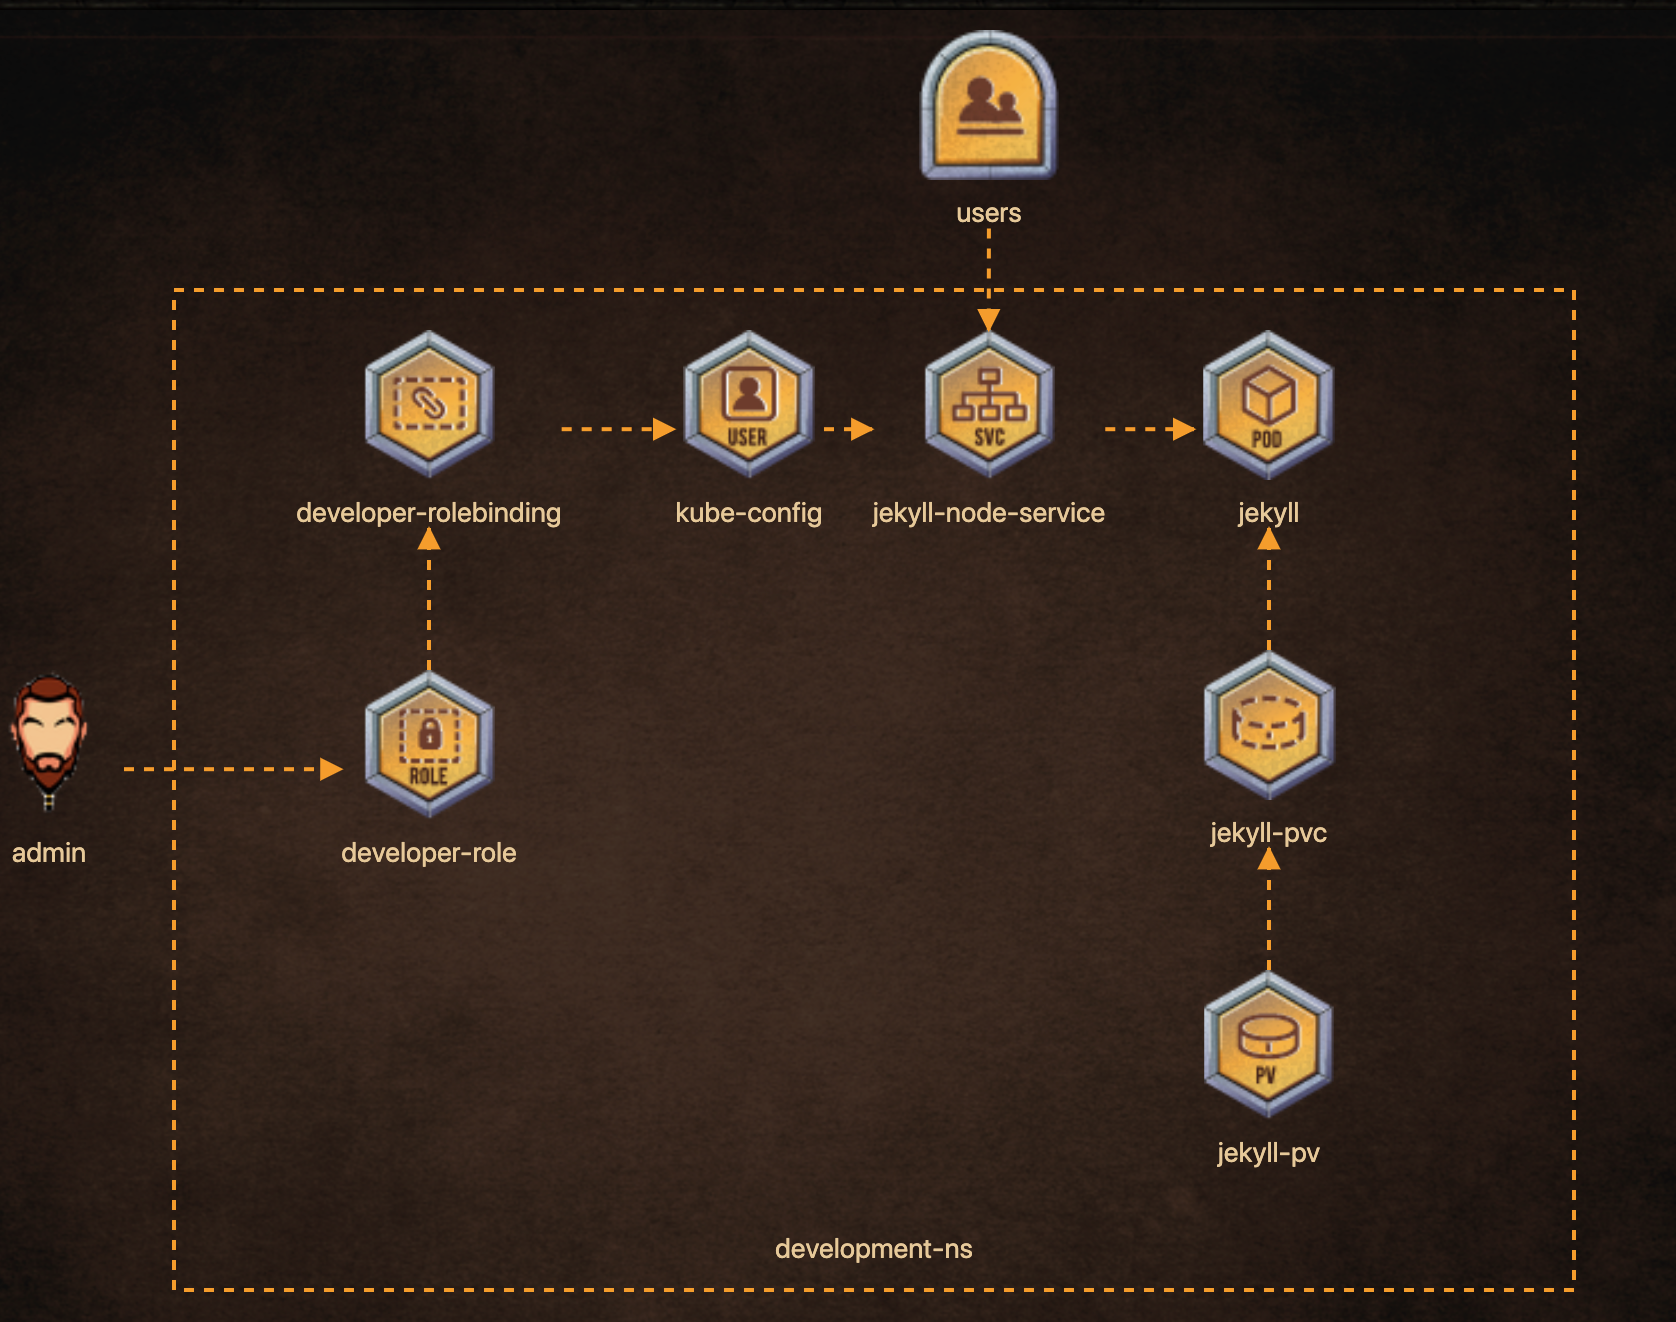 users
USER
SVC
POD
developer-rolebinding
kube-config
jekyll-node-service
jekyll
ROLE
admin
developer-role
jekyll-pvc
PV
jekyll-pv
development-ns